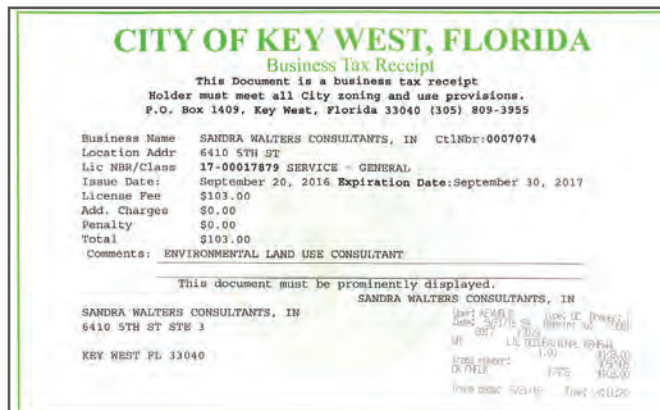 CITY OF KEY WEST, FLORIDA
Business Tax Receipt
This Document is a business tax receipt
Holder must meet all City zoning and use provisions.
P.O. Box 1409, Key West, Florida 33040 (305) 809-3955
Business Name SANDRA WALTERS CONSULTANTS, IN CtlNbr:0007074
Location Addr 6410 5TH ST
Lic NBR/Class 17-00017879 SERVICE - GENERAL
Issue Date: September 20, 2016 Expiration Date:September 30, 2017
License Fee $103.00
Add. Charges $0.00
Penalty $0.00
Total $103.00
Comments: ENVIRONMENTAL LAND USE CONSULTANT
This document must be prominently displayed.
SANDRA WALTERS CONSULTANTS, IN
SANDRA WALTERS CONSULTANTS, IN
6410 5TH ST STE 3
KEY WEST FL 33040